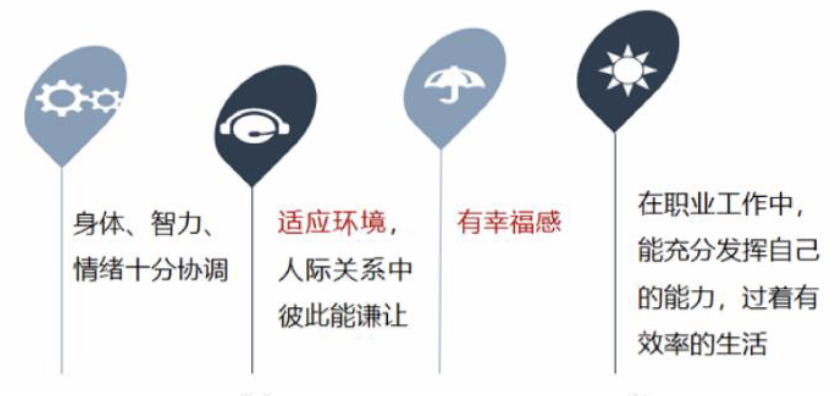 身体、智力、
情绪十分协调
适应环境，
人际关系中
彼此能谦让
有幸福感
在职业工作中，
能充分发挥自己
的能力，过着有
效率的生活